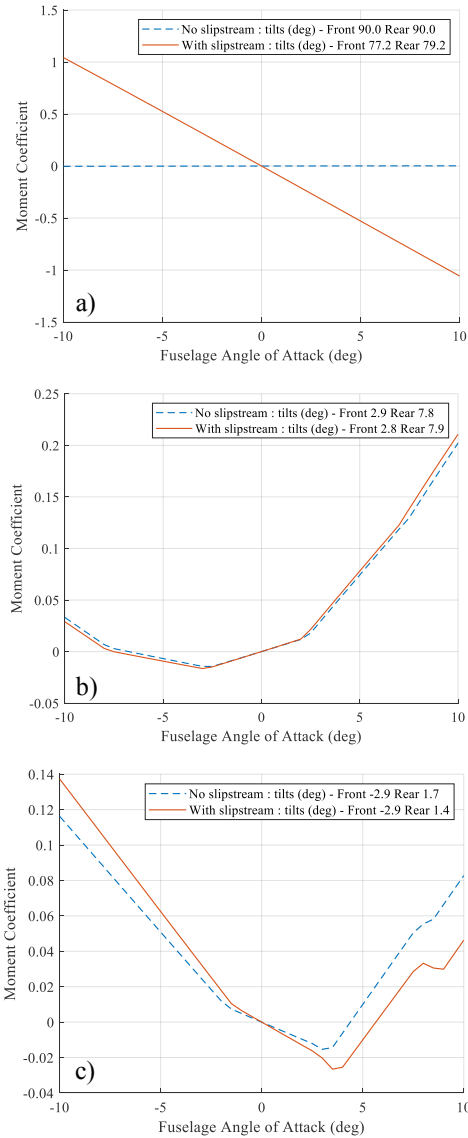 1.5
No slipstream : tilts (deg) - Front 90.0 Rear 90.0
With slipstream : tilts (deg) - Front 77.2 Rear 79.2
1
0.5
0
-0.5
-1
-1.5
Moment Coefficient
a)
-10
-5
0
5
10
Fuselage Angle of Attack (deg)
0.25
No slipstream : tilts (deg) - Front 2.9 Rear 7.8
With slipstream : tilts (deg) - Front 2.8 Rear 7.9
0.2
0.15
0.1
0.05
0
-0.05
Moment Coefficient
b)
-10
-5
0
5
10
Fuselage Angle of Attack (deg)
0.14
No slipstream : tilts (deg) - Front -2.9 Rear 1.7
With slipstream : tilts (deg) - Front -2.9 Rear 1.4
0.12
0.1
0.08
0.06
0.04
0.02
0
-0.02
-0.04
Moment Coefficient
c)
-10
-5
0
5
10
Fuselage Angle of Attack (deg)